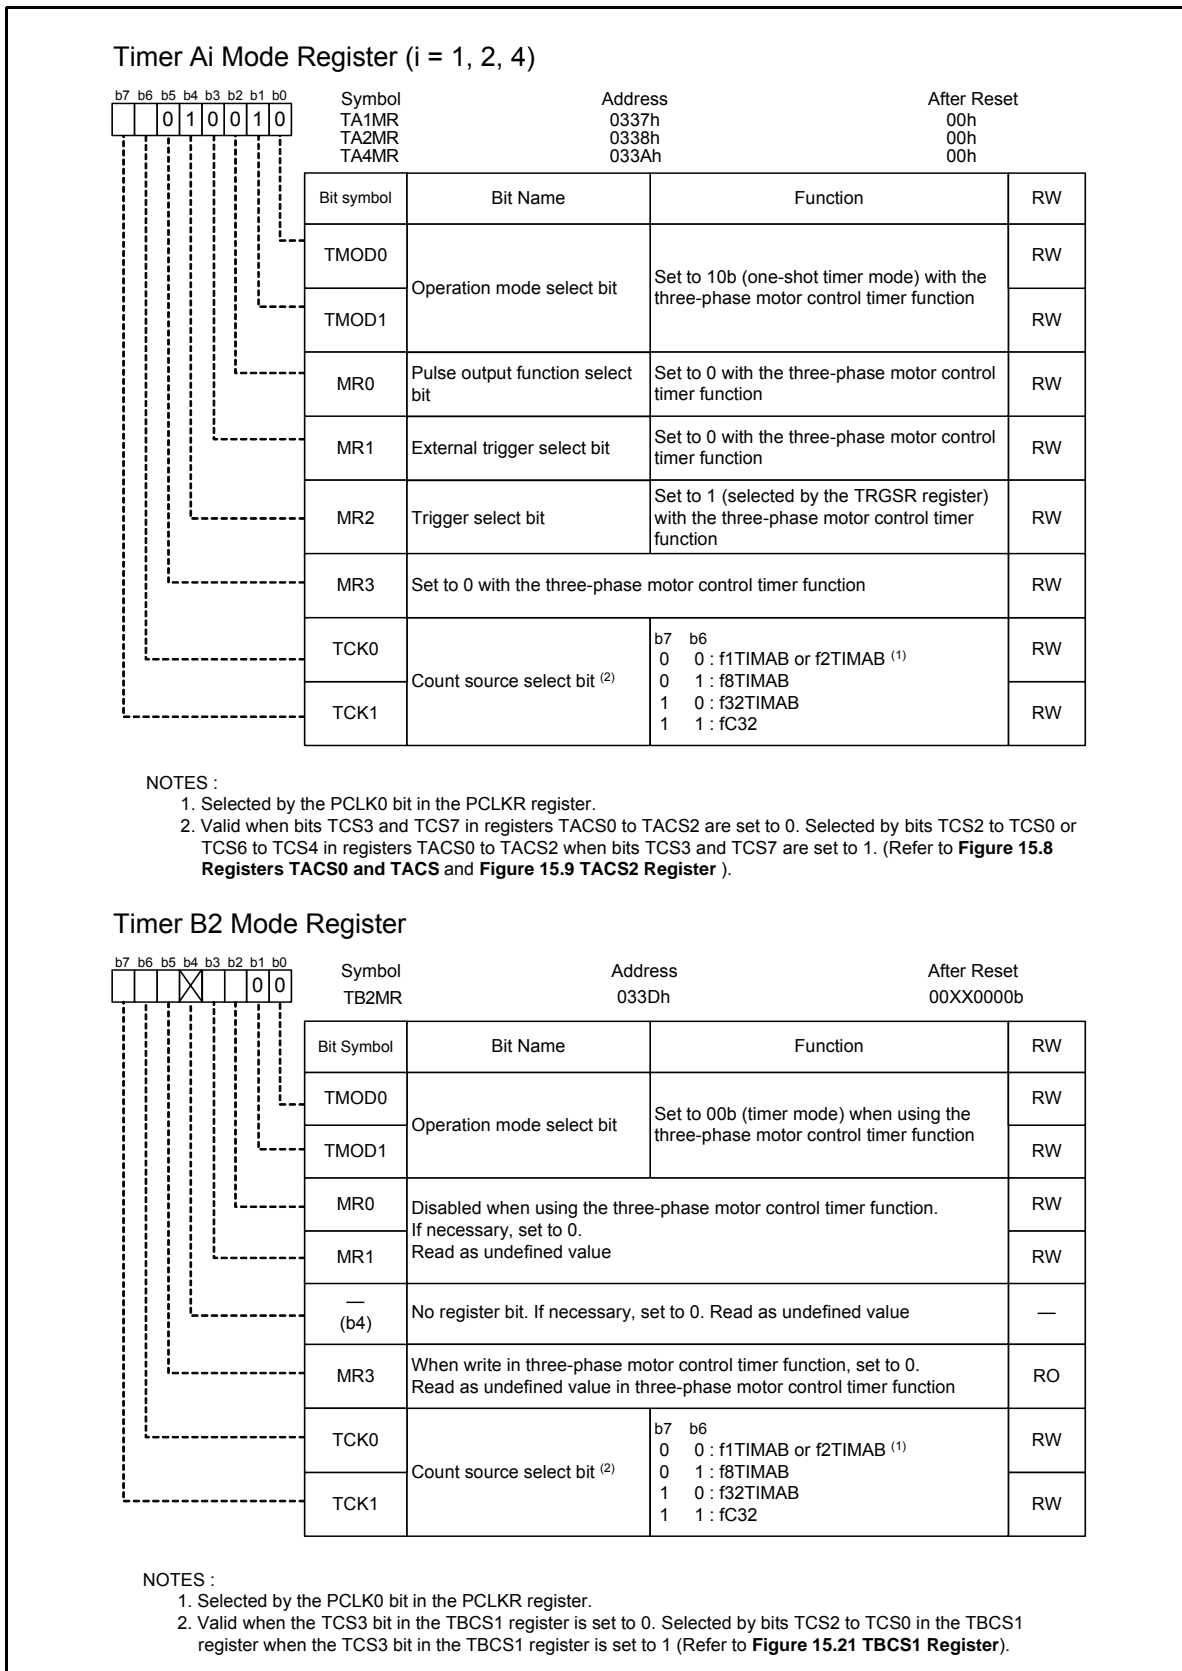 Timer Ai Mode Register (i = 1, 2, 4)
b7 b6 b5 b4 b3 b2 b1 b0
0 1 0 0 1 0
Symbol Address After Reset
TA1MR 0337h 00h
TA2MR 0338h 00h
TA4MR 033Ah 00h
Bit symbol Bit Name Function RW
TMOD0 RW
Operation mode select bit
Set to 10b (one-shot timer mode) with the
three-phase motor control timer function
TMOD1 RW
MR0
Pulse output function select
bit
Set to 0 with the three-phase motor control
timer function
RW
MR1
External trigger select bit
Set to 0 with the three-phase motor control
timer function
RW
MR2
Trigger select bit
Set to 1 (selected by the TRGSR register)
with the three-phase motor control timer
function
RW
MR3 Set to 0 with the three-phase motor control timer function RW
TCK0 RW
Count source select bit (2)
b7 b6
0 0 : f1TIMAB or f2TIMAB (1)
0 1 : f8TIMAB
1 0 : f32TIMAB
1 1 : fC32
TCK1 RW
NOTES :
1. Selected by the PCLK0 bit in the PCLKR register.
2. Valid when bits TCS3 and TCS7 in registers TACS0 to TACS2 are set to 0. Selected by bits TCS2 to TCS0 or
TCS6 to TCS4 in registers TACS0 to TACS2 when bits TCS3 and TCS7 are set to 1. (Refer to Figure 15.8
Registers TACS0 and TACS and Figure 15.9 TACS2 Register ).
Timer B2 Mode Register
b7 b6 b5 b4 b3 b2 b1 b0
0 0
Symbol Address After Reset
TB2MR 033Dh 00XX0000b
Bit Symbol Bit Name Function RW
TMOD0 RW
Operation mode select bit
Set to 00b (timer mode) when using the
three-phase motor control timer function
TMOD1 RW
MR0 RW
Disabled when using the three-phase motor control timer function.
If necessary, set to 0.
Read as undefined value
MR1 RW
—
(b4)
No register bit. If necessary, set to 0. Read as undefined value
—
MR3
When write in three-phase motor control timer function, set to 0.
Read as undefined value in three-phase motor control timer function
RO
TCK0 RW
Count source select bit (2)
b7 b6
0 0 : f1TIMAB or f2TIMAB (1)
0 1 : f8TIMAB
1 0 : f32TIMAB
1 1 : fC32
TCK1 RW
NOTES :
1. Selected by the PCLK0 bit in the PCLKR register.
2. Valid when the TCS3 bit in the TBCS1 register is set to 0. Selected by bits TCS2 to TCS0 in the TBCS1
register when the TCS3 bit in the TBCS1 register is set to 1 (Refer to Figure 15.21 TBCS1 Register).